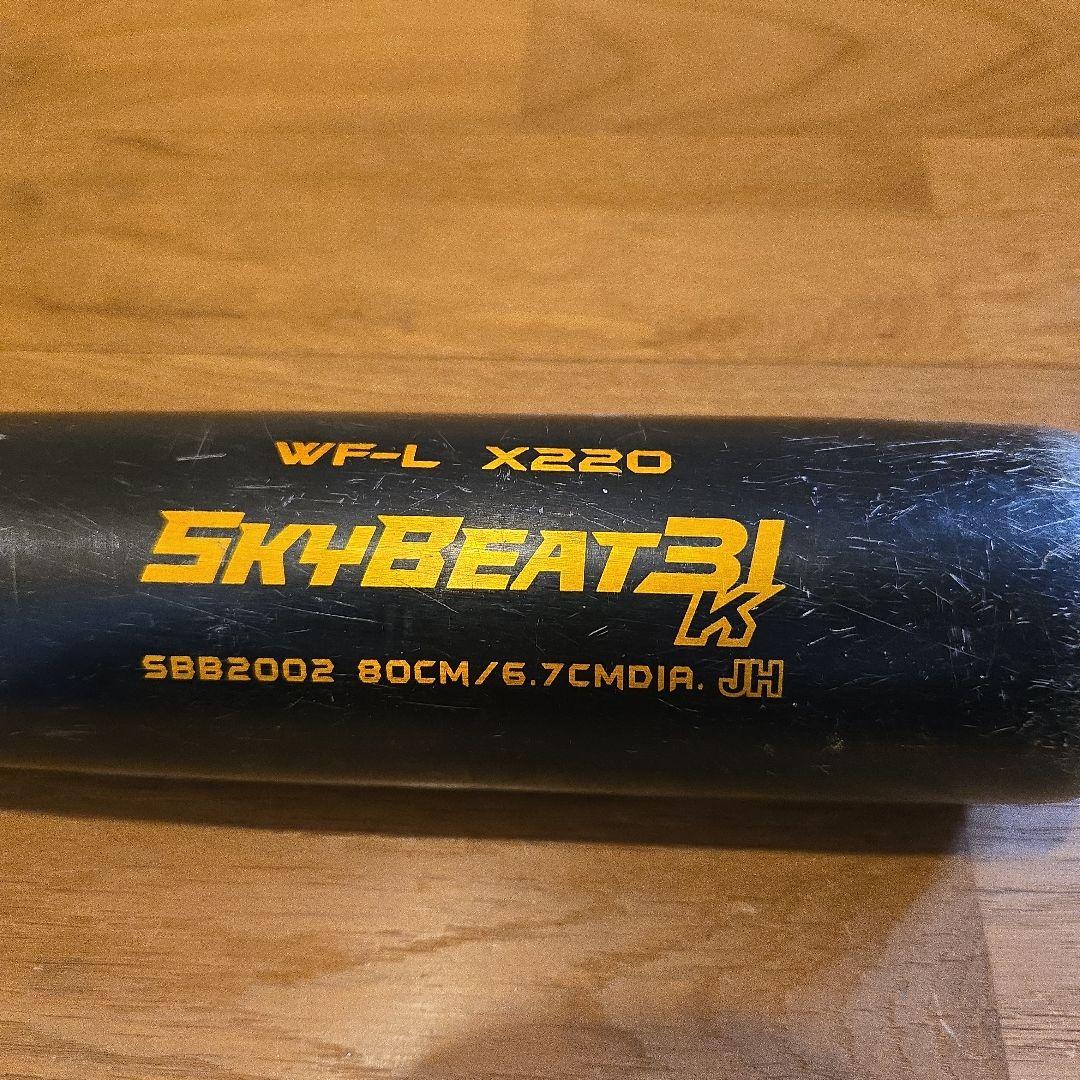 WF-L X220
SKYBEAT31
K
SBB2002 80CM/6.7CMDIA. JH